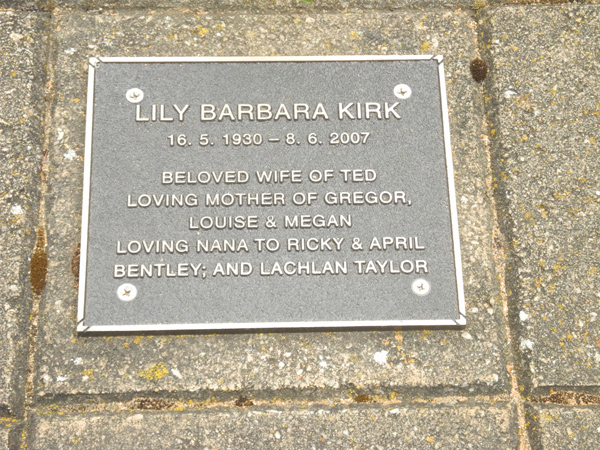 LILY BARBARA KIRK
16. 5. 1930 – 8. 6. 2007
BELOVED WIFE OF TED
LOVING MOTHER OF GREGOR,
LOUISE & MEGAN
LOVING NANA TO RICKY & APRIL
BENTLEY; AND LACHLAN TAYLOR